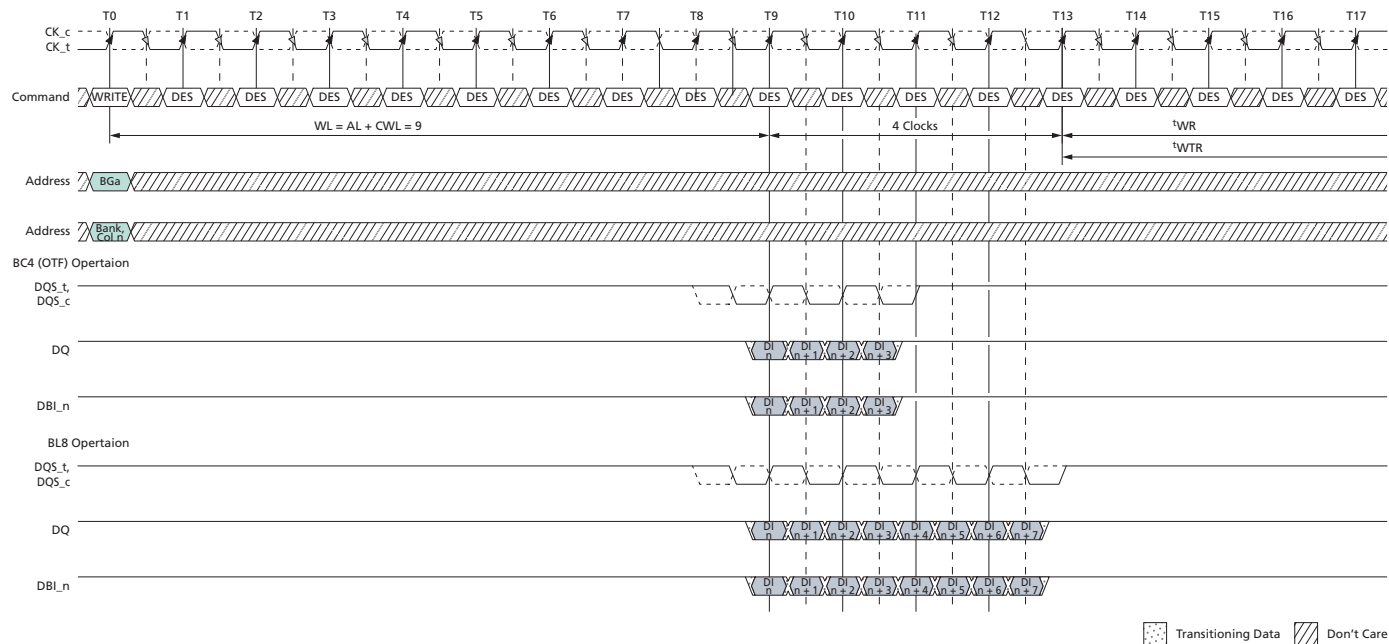 T0 T1 T2 T3 T4 T5 T6 T7 T8 T9 T10 T11 T12 T13 T14 T15 T16 T17
CK_c
CK_t
Command WRITE DES DES DES DES DES DES DES DES DES DES DES DES DES DES DES DES DES
WL = AL + CWL = 9 4 Clocks tWR
tWTR
Address BGa
Address Bank, Col n
BC4 (OTF) Opertaion
DQS_t,
DQS_c
DQ DI n DI n + 1 DI n + 2 DI n + 3
DBI_n DI n DI n + 1 DI n + 2 DI n + 3
BL8 Opertaion
DQS_t,
DQS_c
DQ DI n DI n + 1 DI n + 2 DI n + 3 DI n + 4 DI n + 5 DI n + 6 DI n + 7
DBI_n DI n DI n + 1 DI n + 2 DI n + 3 DI n + 4 DI n + 5 DI n + 6 DI n + 7
Transitioning Data Don't Care